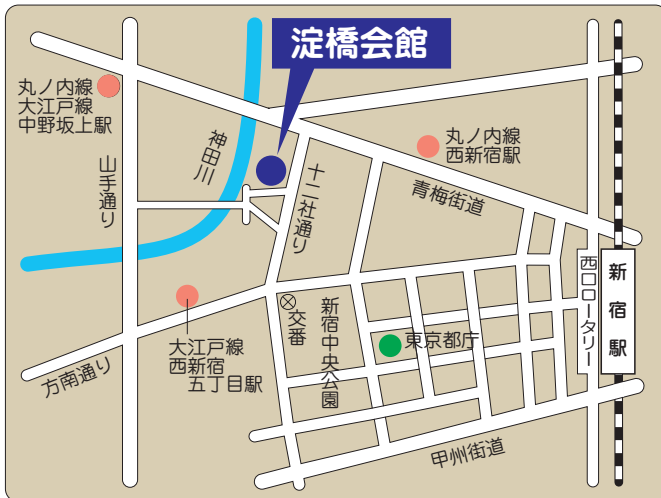 淀橋会館
丸ノ内線
大江戸線
中野坂上駅
神田川
山手通り
十二社通り
丸ノ内線
西新宿駅
青梅街道
西口ロータリー
新宿駅
交番
新宿中央公園
東京都庁
大江戸線
西新宿
五丁目駅
方南通り
甲州街道